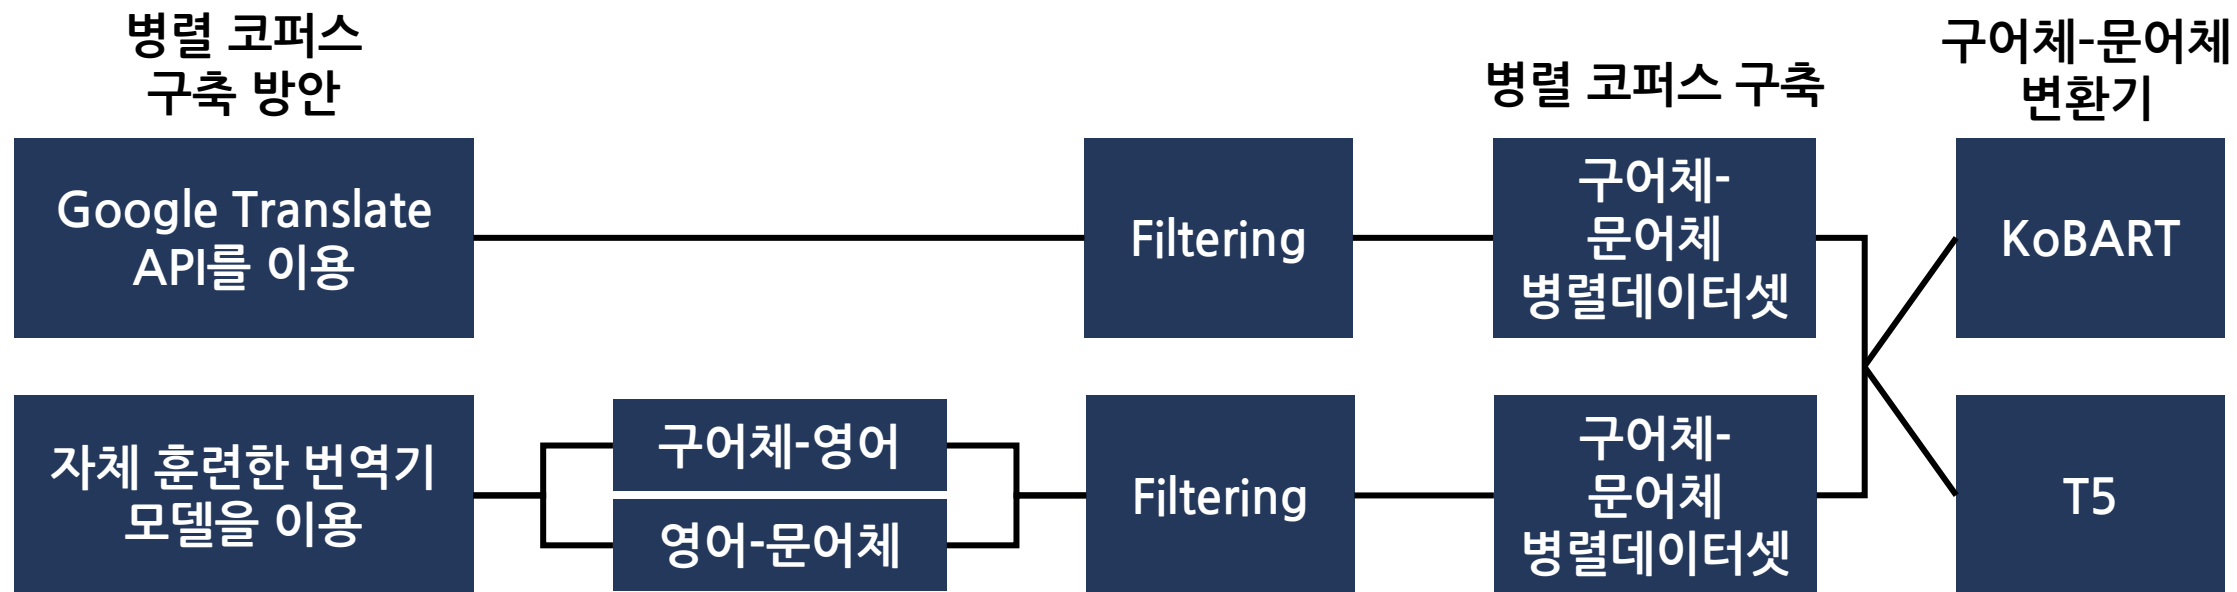 병렬 코퍼스
구축 방안
병렬 코퍼스 구축
구어체-문어체
변환기
Google Translate
API를 이용
Filtering
구어체-
문어체
병렬데이터셋
KoBART
자체 훈련한 번역기
모델을 이용
구어체-영어
영어-문어체
Filtering
구어체-
문어체
병렬데이터셋
T5